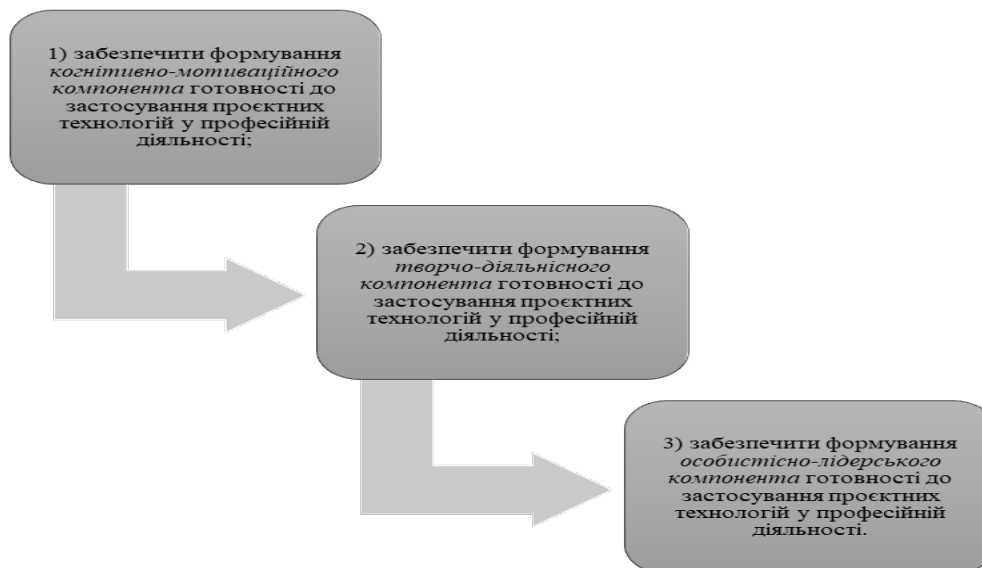 1) забезпечити формування
когнітивно-мотиваційного
компонента готовності до
застосування проєктних
технологій у професійній
діяльності;
2) забезпечити формування
творчо-діяльнісного
компонента готовності до
застосування проєктних
технологій у професійній
діяльності;
3) забезпечити формування
особистісно-лідерського
компонента готовності до
застосування проєктних
технологій у професійній
діяльності.